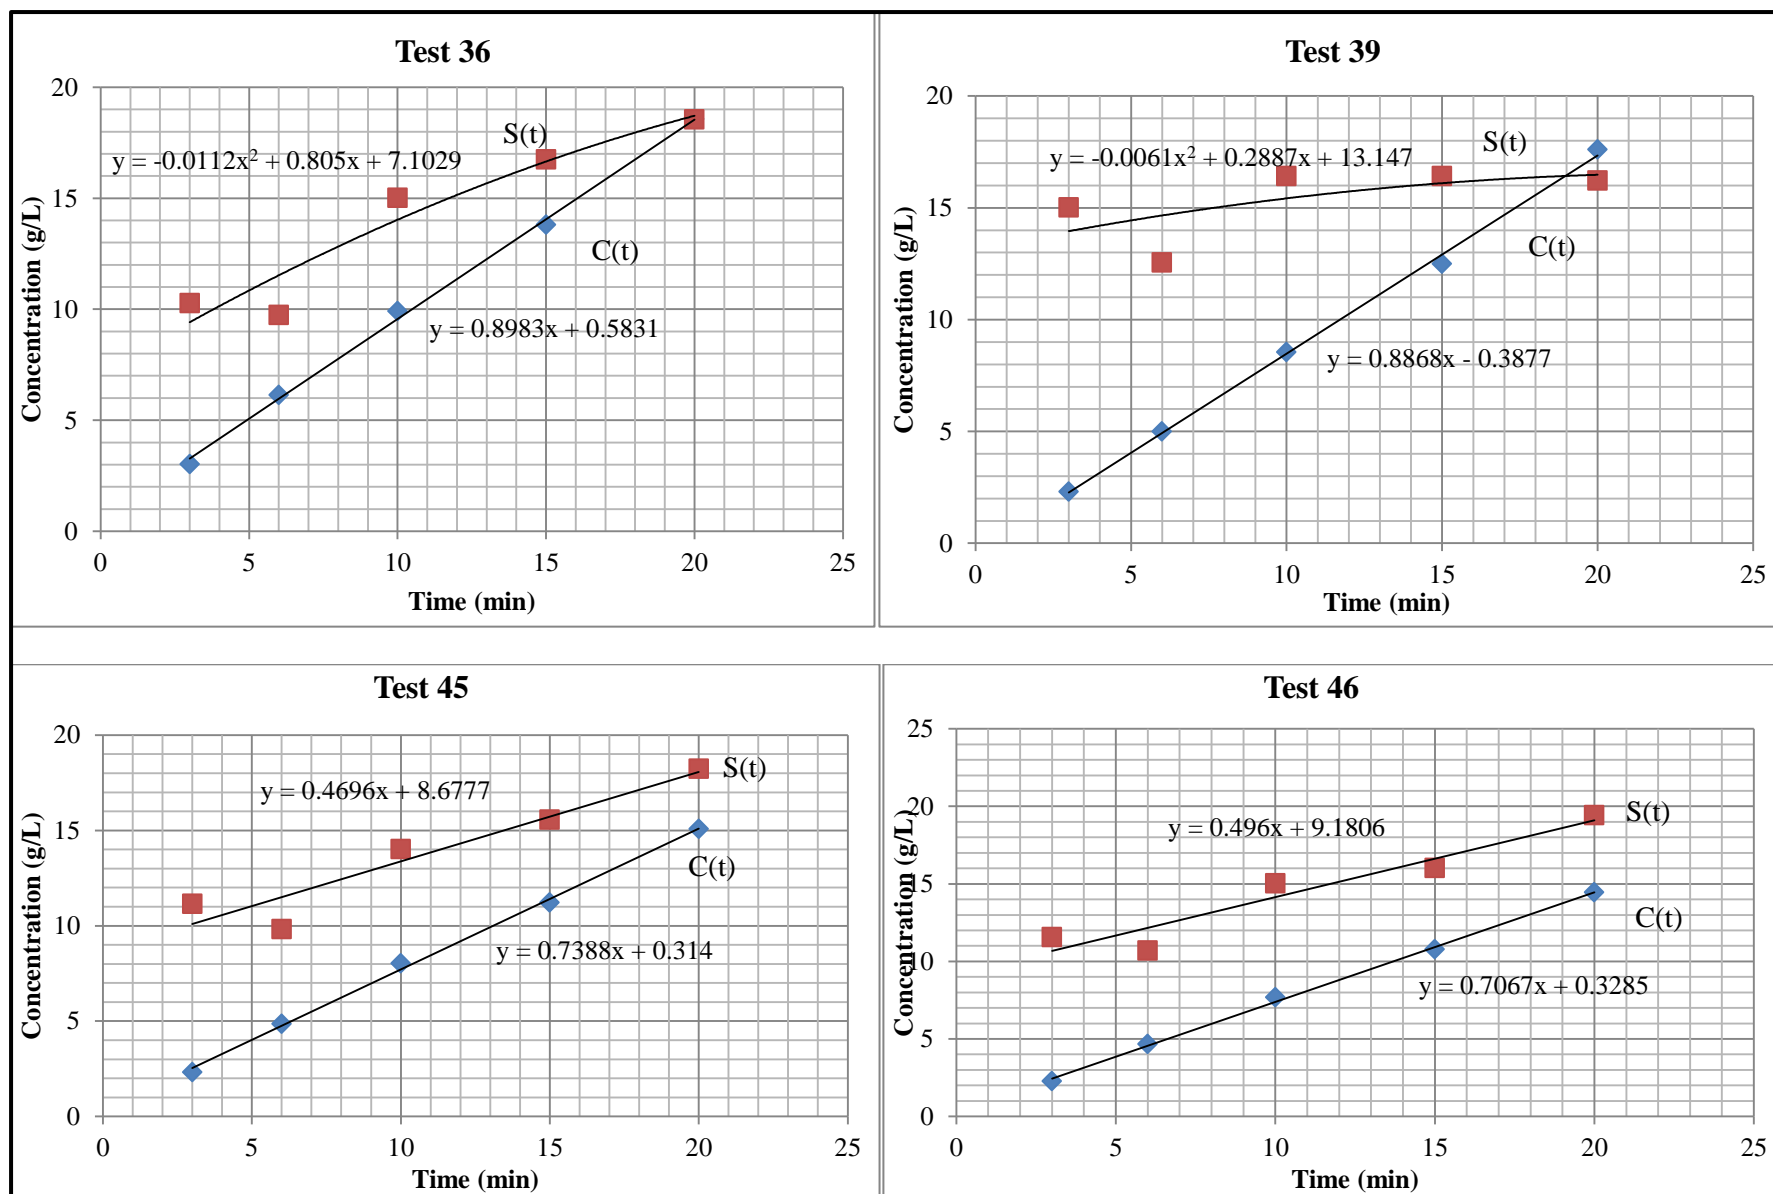 Test 36
Concentration (g/L)
20
15
10
5
0
S(t)
y = -0.0112x² + 0.805x + 7.1029
C(t)
y = 0.8983x + 0.5831
0 5 10 15 20 25
Time (min)
Test 39
Concentration (g/L)
20
15
10
5
0
S(t)
y = -0.0061x² + 0.2887x + 13.147
C(t)
y = 0.8868x - 0.3877
0 5 10 15 20 25
Time (min)
Test 45
Concentration (g/L)
20
15
10
5
0
S(t)
y = 0.4696x + 8.6777
C(t)
y = 0.7388x + 0.314
0 5 10 15 20 25
Time (min)
Test 46
Concentration (g/L)
25
20
15
10
5
0
S(t)
y = 0.496x + 9.1806
C(t)
y = 0.7067x + 0.3285
0 5 10 15 20 25
Time (min)